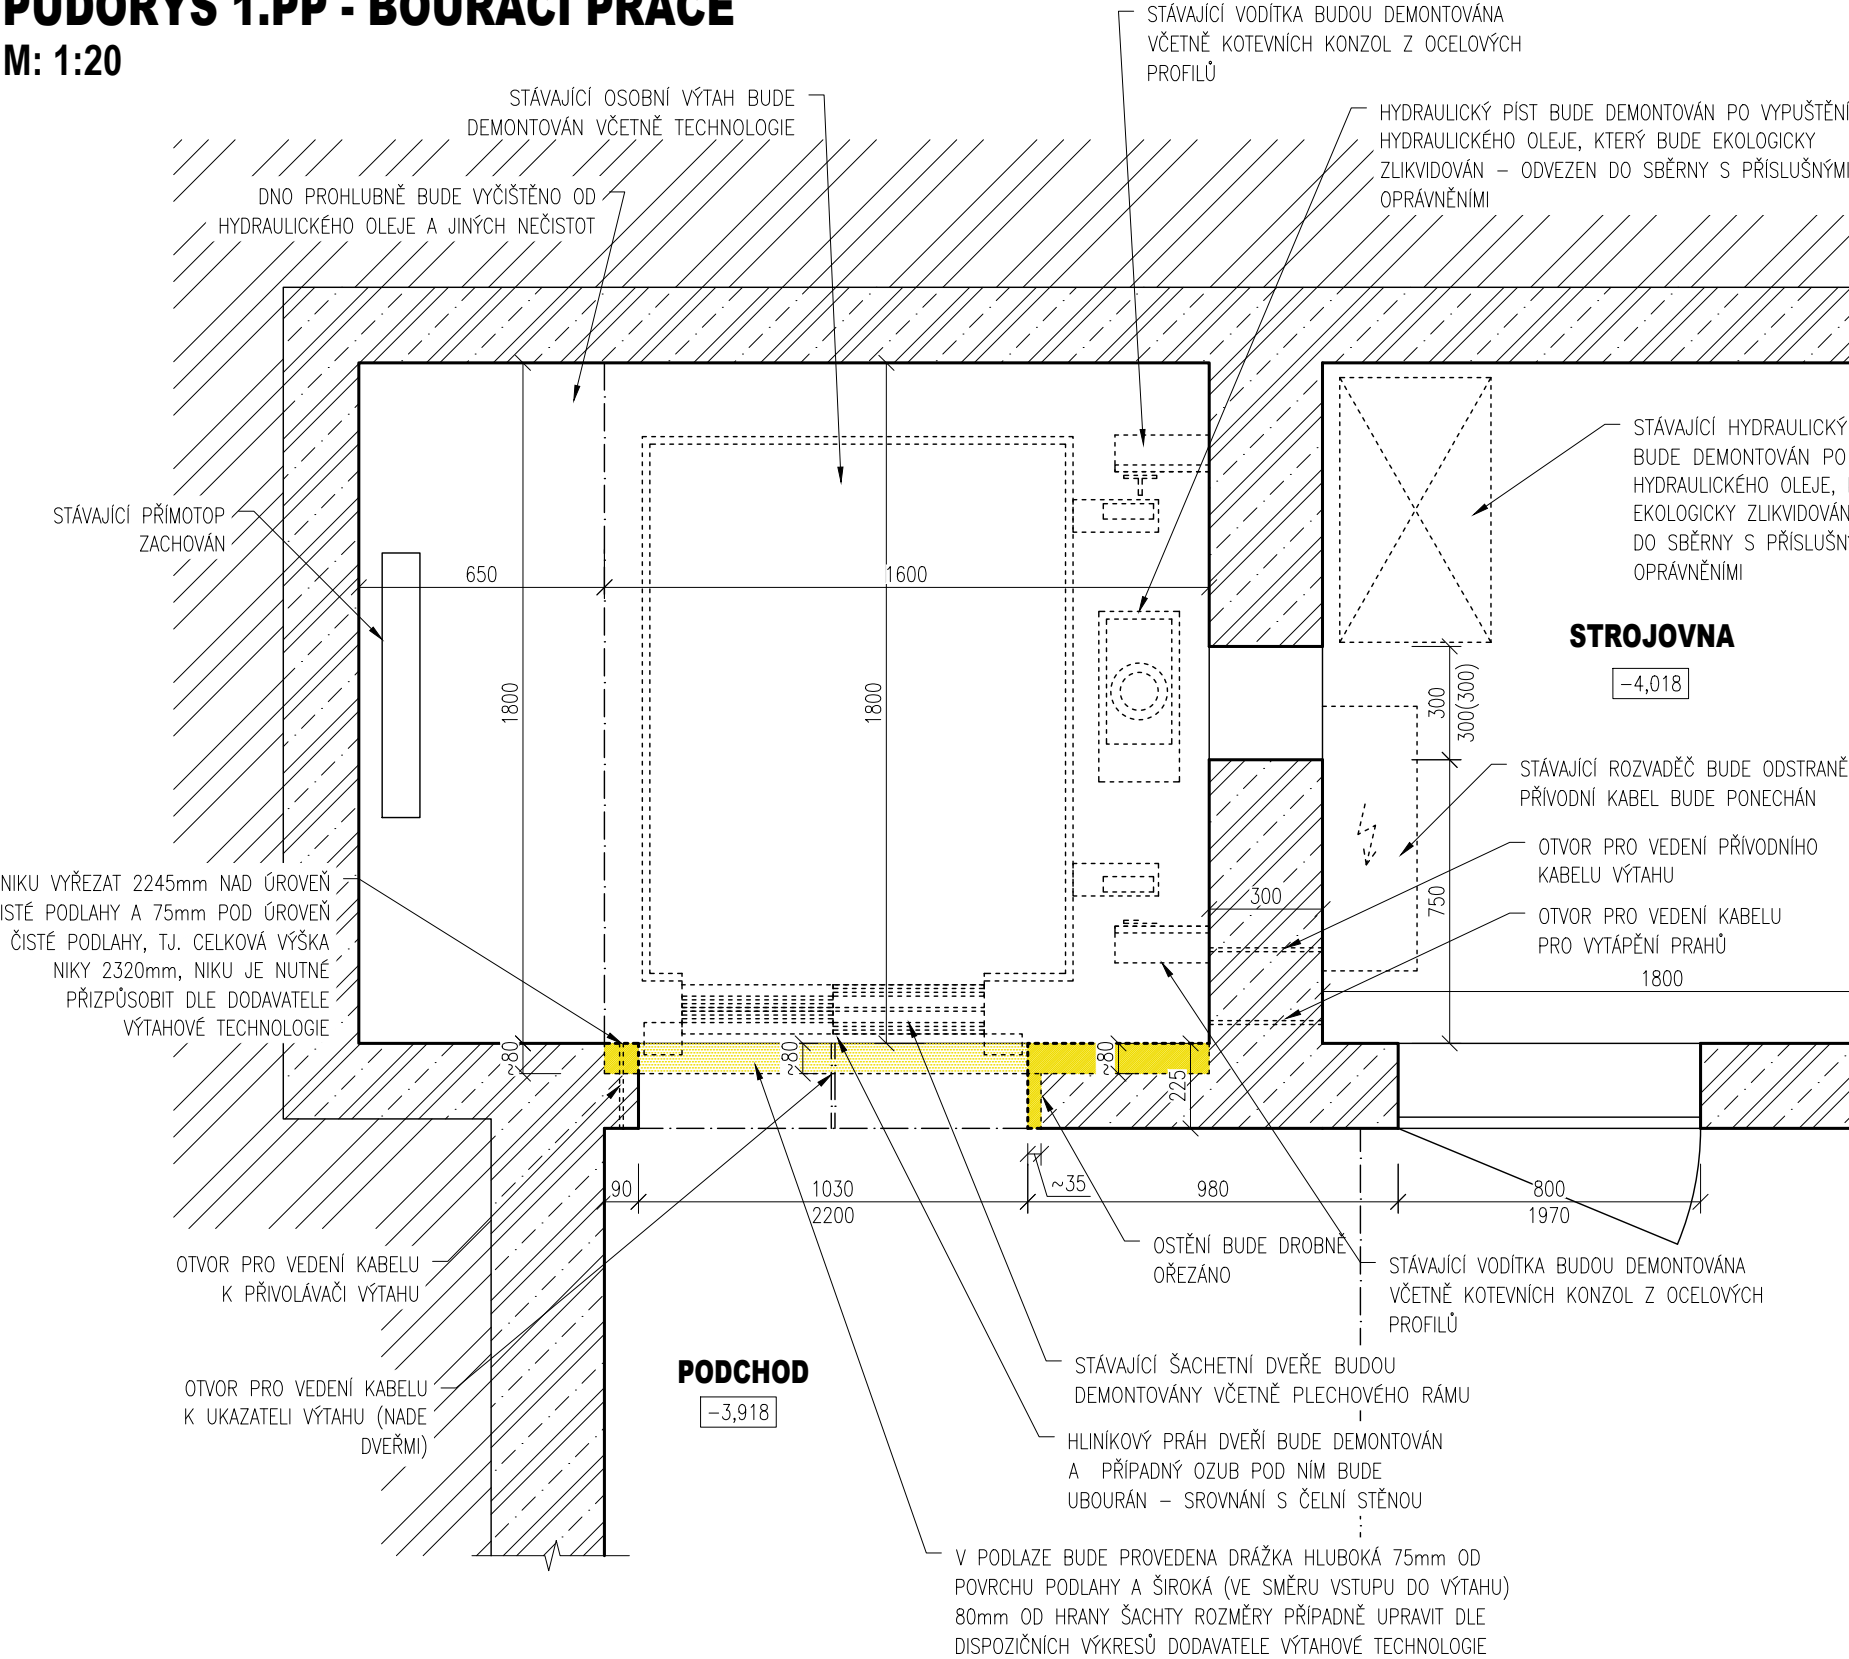 PŮDORYS 1.PP - BOURACÍ PRÁCE
M: 1:20
STÁVAJÍCÍ VODÍTKA BUDOU DEMONTOVÁNA
VČETNĚ KOTEVNÍCH KONZOL Z OCELOVÝCH
PROFILŮ
STÁVAJÍCÍ OSOBNÍ VÝTAH BUDE
DEMONTOVÁN VČETNĚ TECHNOLOGIE
HYDRAULICKÝ PÍST BUDE DEMONTOVÁN PO VYPUŠTĚNÍ
HYDRAULICKÉHO OLEJE, KTERÝ BUDE EKOLOGICKY
ZLIKVIDOVÁN – ODVEZEN DO SBĚRNY S PŘÍSLUŠNÝMI
OPRÁVNĚNÍMI
DNO PROHLUBNĚ BUDE VYČIŠTĚNO OD
HYDRAULICKÉHO OLEJE A JINÝCH NEČISTOT
STÁVAJÍCÍ HYDRAULICKÝ
BUDE DEMONTOVÁN PO
HYDRAULICKÉHO OLEJE,
EKOLOGICKY ZLIKVIDOVÁN
DO SBĚRNY S
OPRÁVNĚNÍMI
STÁVAJÍCÍ PŘÍMOTOP
ZACHOVÁN
650
1600
1800
1800
STROJOVNA
-4,018
300
300(300)
750
STÁVAJÍCÍ ROZVADĚČ BUDE
PŘÍVODNÍ KABEL BUDE PONECHÁN
OTVOR PRO VEDENÍ PŘÍVODNÍHO
KABELU VÝTAHU
300
OTVOR PRO VEDENÍ KABELU
PRO VYTÁPĚNÍ PRAHŮ
1800
NIKU VYŘEZAT 2245mm NAD ÚROVEŇ
PODLAHY A 75mm POD ÚROVEŇ
ČISTÉ PODLAHY, TJ. CELKOVÁ VÝŠKA
NIKY 2320mm, NIKU JE NUTNÉ
PŘIZPŮSOBIT DLE DODAVATELE
VÝTAHOVÉ TECHNOLOGIE
~80
~80
~80
225
90
1030
2200
~35
980
800
1970
OTVOR PRO VEDENÍ KABELU
K PŘIVOLÁVAČI VÝTAHU
OSTĚNÍ BUDE DROBNĚ
OŘEZÁNO
STÁVAJÍCÍ VODÍTKA BUDOU DEMONTOVÁNA
VČETNĚ KOTEVNÍCH KONZOL Z OCELOVÝCH
PROFILŮ
OTVOR PRO VEDENÍ KABELU
K UKAZATELI VÝTAHU (NADE
DVEŘMI)
PODCHOD
-3,918
STÁVAJÍCÍ ŠACHETNÍ DVEŘE BUDOU
DEMONTOVÁNY VČETNĚ PLECHOVÉHO RÁMU
HLINÍKOVÝ PRÁH DVEŘÍ BUDE DEMONTOVÁN
A PŘÍPADNÝ OZUB POD NÍM BUDE
UBOURÁN – SROVNÁNÍ S ČELNÍ STĚNOU
V PODLAZE BUDE PROVEDENA DRÁŽKA HLUBOKÁ 75mm OD
POVRCHU PODLAHY A ŠIROKÁ (VE SMĚRU VSTUPU DO VÝTAHU)
80mm OD HRANY ŠACHTY ROZMĚRY PŘÍPADNĚ UPRAVIT DLE
DISPOZIČNÍCH VÝKRESŮ DODAVATELE VÝTAHOVÉ TECHNOLOGIE